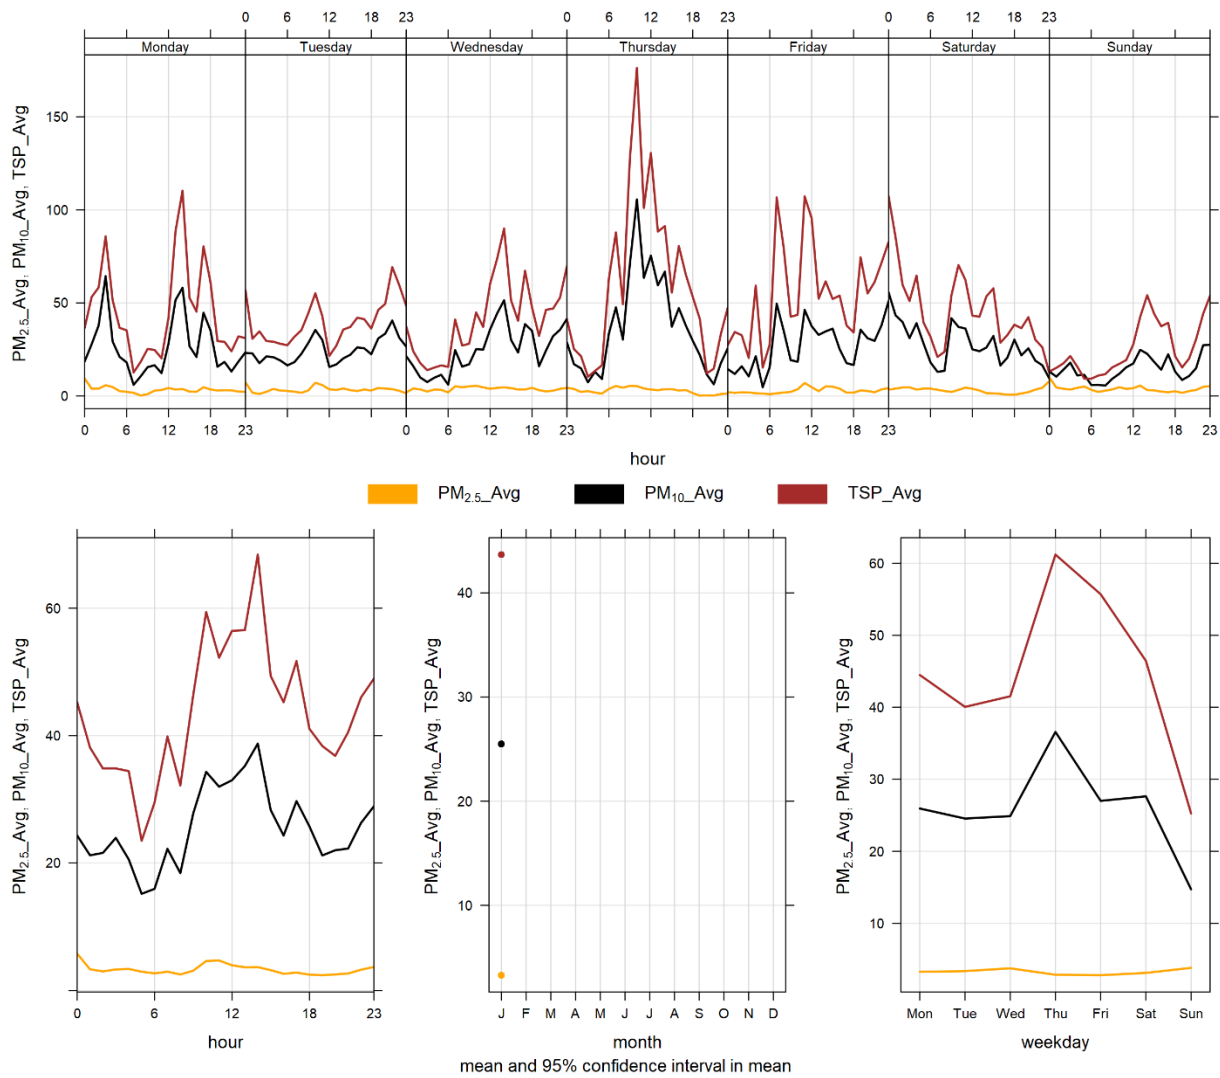 0 6 12 18 23 0 6 12 18 23 0 6 12 18 23
Monday Tuesday Wednesday Thursday Friday Saturday Sunday
PM2.5_Avg, PM10_Avg, TSP_Avg
150
100
50
0
0 6 12 18 23 0 6 12 18 23 0 6 12 18 23 0 6 12 18 23
hour
PM2.5_Avg PM10_Avg TSP_Avg
PM2.5_Avg, PM10_Avg, TSP_Avg
60
40
20
0 6 12 18 23
hour
PM2.5_Avg, PM10_Avg, TSP_Avg
40
30
20
10
J F M A M J J A S O N D
month
mean and 95% confidence interval in mean
PM2.5_Avg, PM10_Avg, TSP_Avg
60
50
40
30
20
10
Mon Tue Wed Thu Fri Sat Sun
weekday